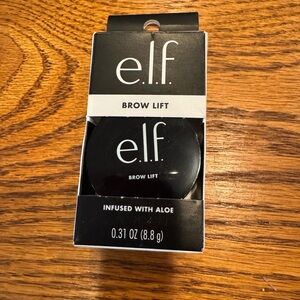 e.l.f.
BROW LIFT
e.l.f.
BROW LIFT
INFUSED WITH ALOE
0.31 OZ (8.8 g)